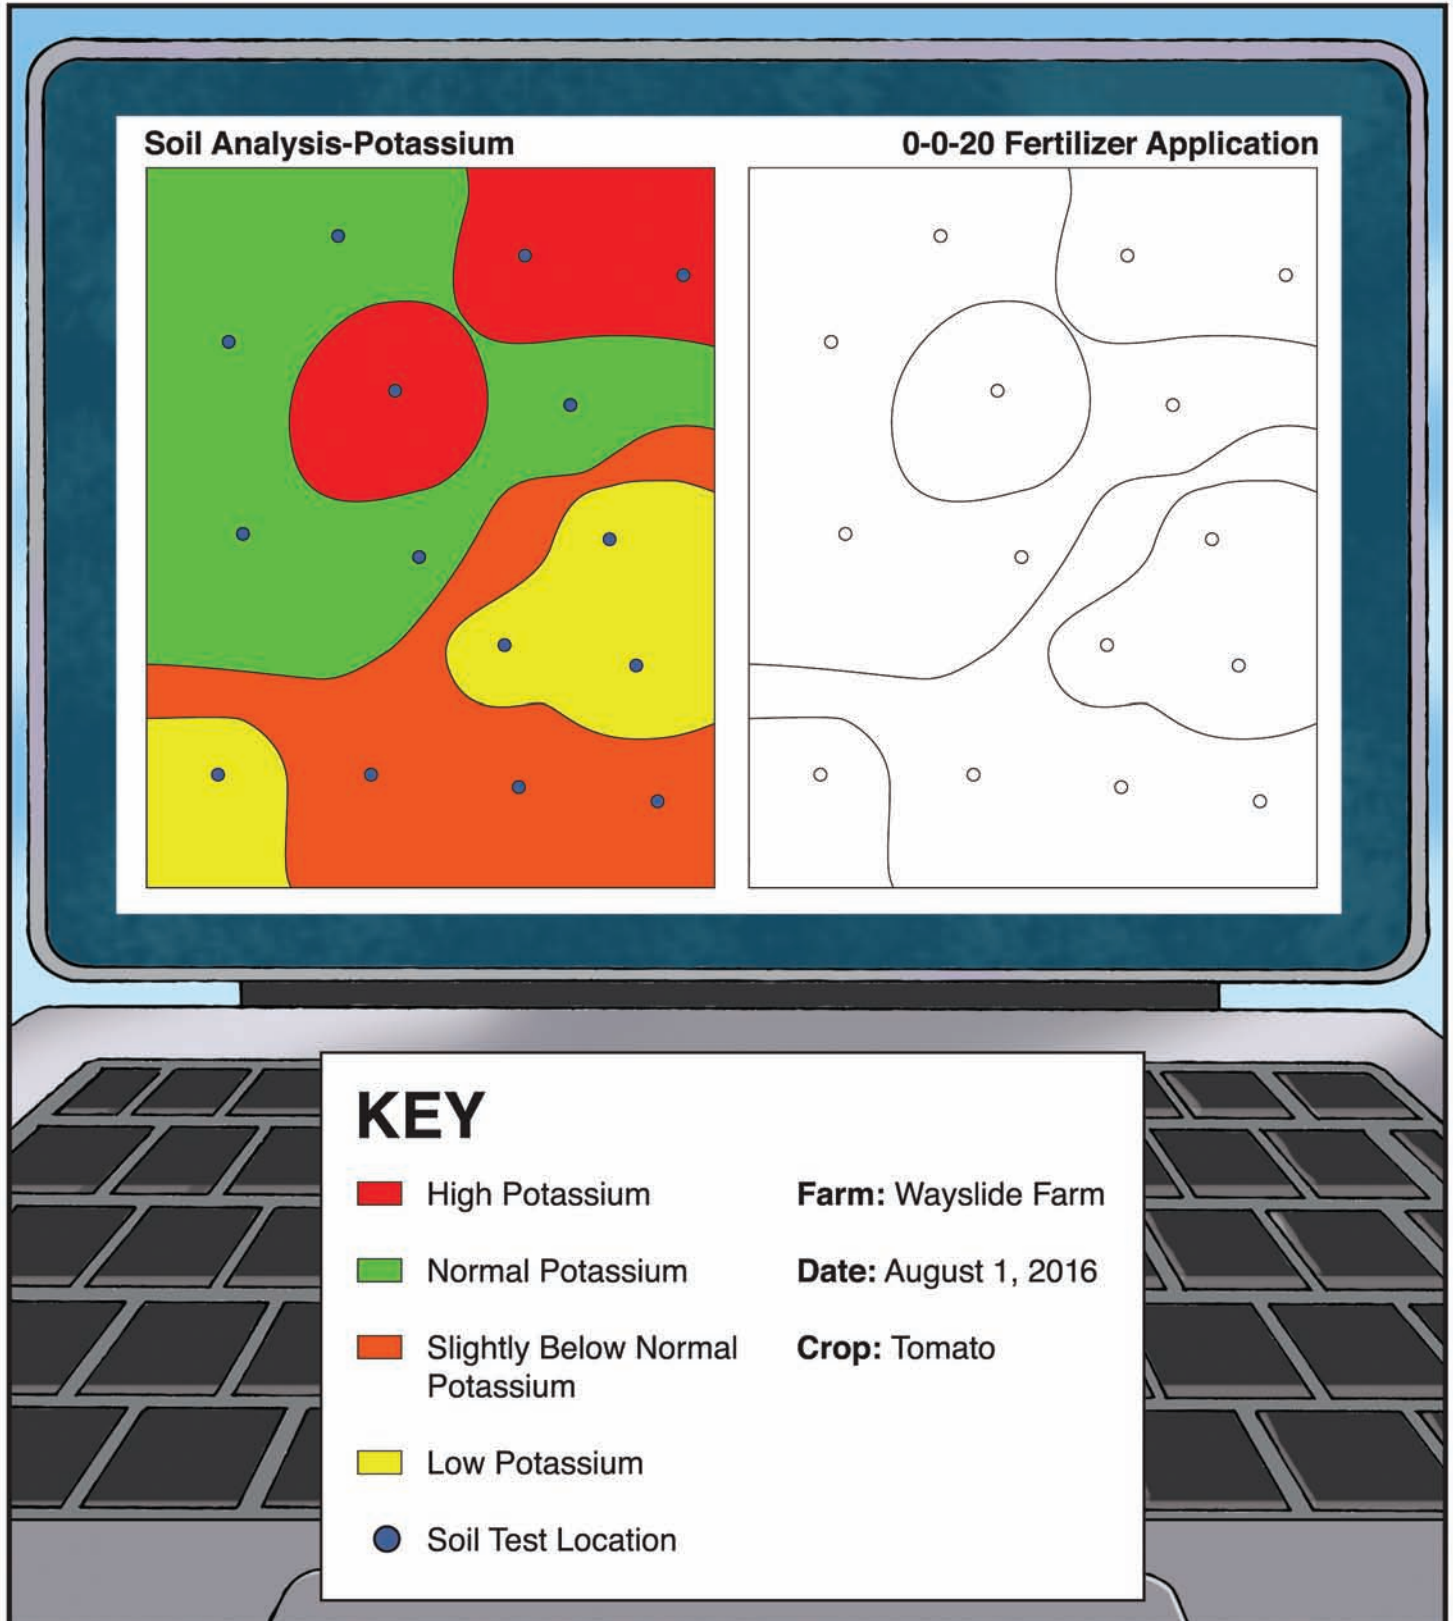 Soil Analysis-Potassium
0-0-20 Fertilizer Application
KEY
High Potassium
Normal Potassium
Slightly Below Normal
Potassium
Low Potassium
Soil Test Location
Farm: Wayslide Farm
Date: August 1, 2016
Crop: Tomato